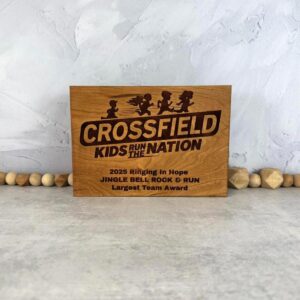 CROSSFIELD
KIDS RUN THE NATION
2025 Ringing in Hope
JINGLE BELL ROCK & RUN
Largest Team Award